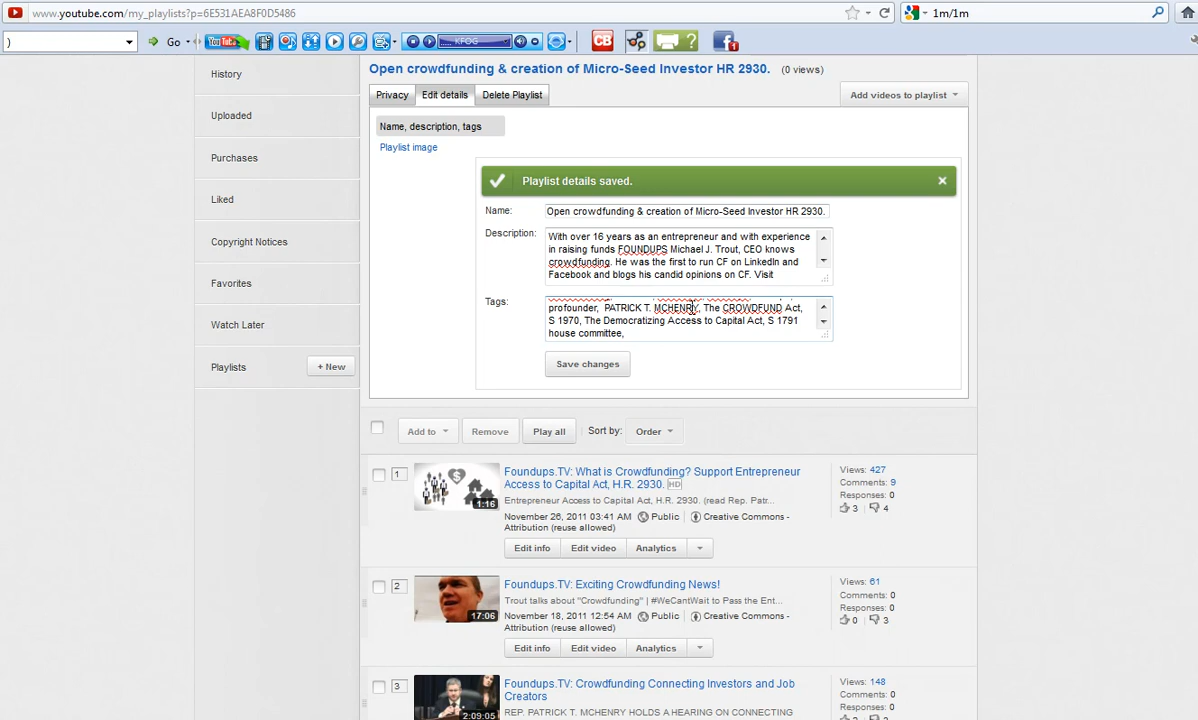 www.youtube.com/my_playlists?p=6E531AEA8F0D5486
1m/1m
)
Go
You Tube
KFOG
CB
?
f 1
History
Uploaded
Purchases
Liked
Copyright Notices
Favorites
Watch Later
Playlists
+ New
Open crowdfunding & creation of Micro-Seed Investor HR 2930. (0 views)
Privacy
Edit details
Delete Playlist
Add videos to playlist
Name, description, tags
Playlist image
Playlist details saved.
Name: Open crowdfunding & creation of Micro-Seed Investor HR 2930.
Description: With over 16 years as an entrepreneur and with experience
in raising funds FOUNDUPS Michael J. Trout, CEO knows
crowdfunding. He was the first to run CF on LinkedIn and
Facebook and blogs his candid opinions on CF. Visit
Tags:
profounder, PATRICK T. MCHENRY, The CROWDFUND Act,
S 1970, The Democratizing Access to Capital Act, S 1791
house committee,
Save changes
Add to
Remove
Play all
Sort by:
Order
1
1:16
Foundups.TV: What is Crowdfunding? Support Entrepreneur
Access to Capital Act, H.R. 2930. HD
Entrepreneur Access to Capital Act, H.R. 2930. (read Rep. Patr...
November 26, 2011 03:41 AM Public Creative Commons -
Attribution (reuse allowed)
Edit info
Edit video
Analytics
Views: 427
Comments: 9
Responses: 0
3 4
2
17:06
Foundups.TV: Exciting Crowdfunding News!
Trout talks about "Crowdfunding" | #WeCantWait to Pass the Ent...
November 18, 2011 12:54 AM Public Creative Commons -
Attribution (reuse allowed)
Edit info
Edit video
Analytics
Views: 61
Comments: 0
Responses: 0
0 3
3
2:09:05
Foundups.TV: Crowdfunding Connecting Investors and Job
Creators
REP. PATRICK T. MCHENRY HOLDS A HEARING ON CONNECTING
Views: 148
Comments: 0
Responses: 0